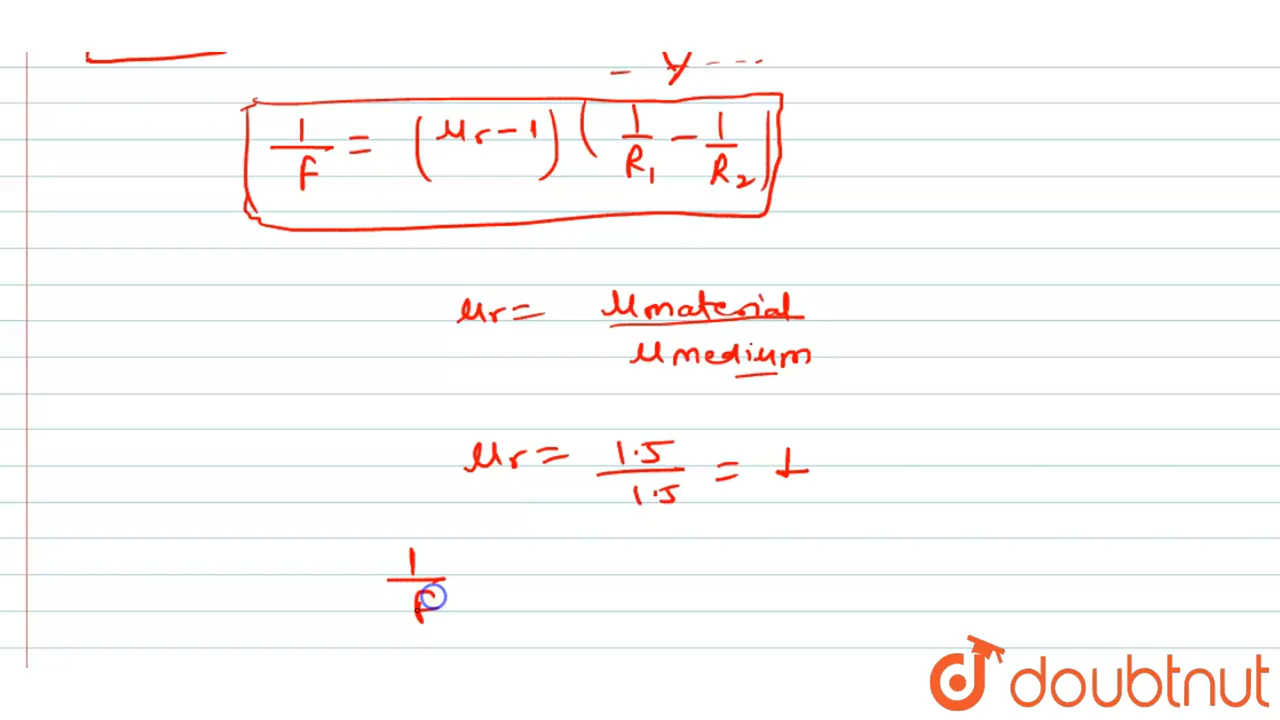 - y ---
1/F = (μr - 1) (1/R1 - 1/R2)
μr = μmaterial/μmedium
μr = 1.5/1.5 = 1
1/F
doubtnut